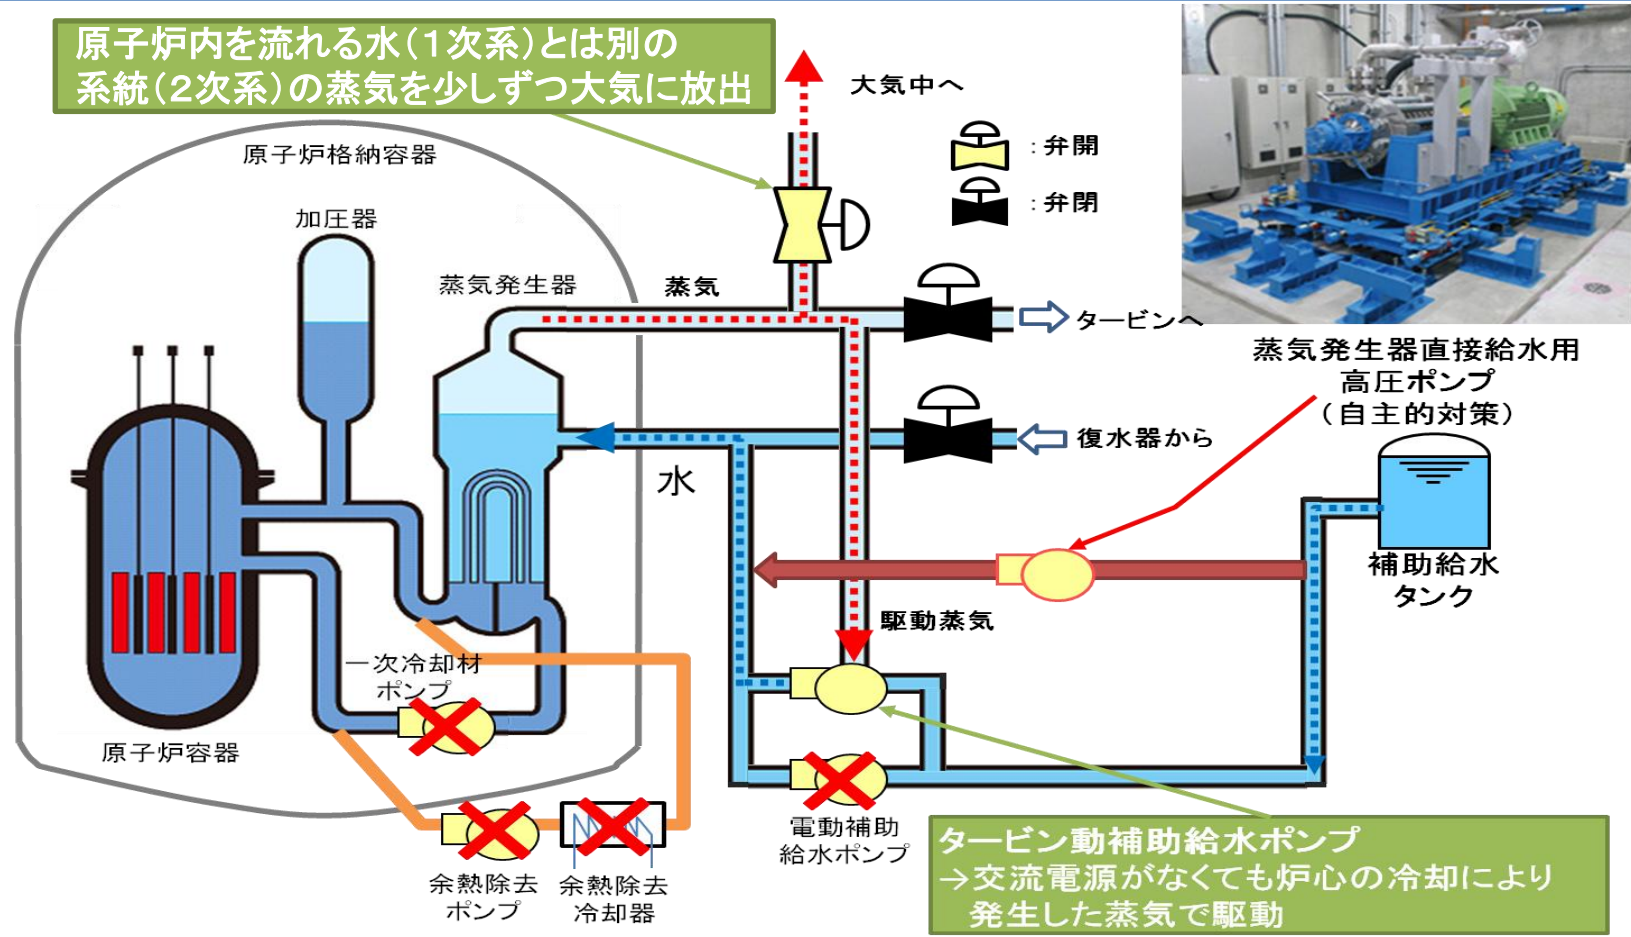 原子炉内を流れる水（１次系）とは別の
系統（２次系）の蒸気を少しずつ大気に放出
大気中へ
：弁開
：弁閉
原子炉格納容器
加圧器
蒸気発生器
蒸気
タービンへ
蒸気発生器直接給水用
高圧ポンプ
（自主的対策）
復水器から
水
補助給水
タンク
駆動蒸気
一次冷却材
ポンプ
原子炉容器
電動補助
給水ポンプ
余熱除去
ポンプ
余熱除去
冷却器
タービン動補助給水ポンプ
→交流電源がなくても炉心の冷却により
発生した蒸気で駆動